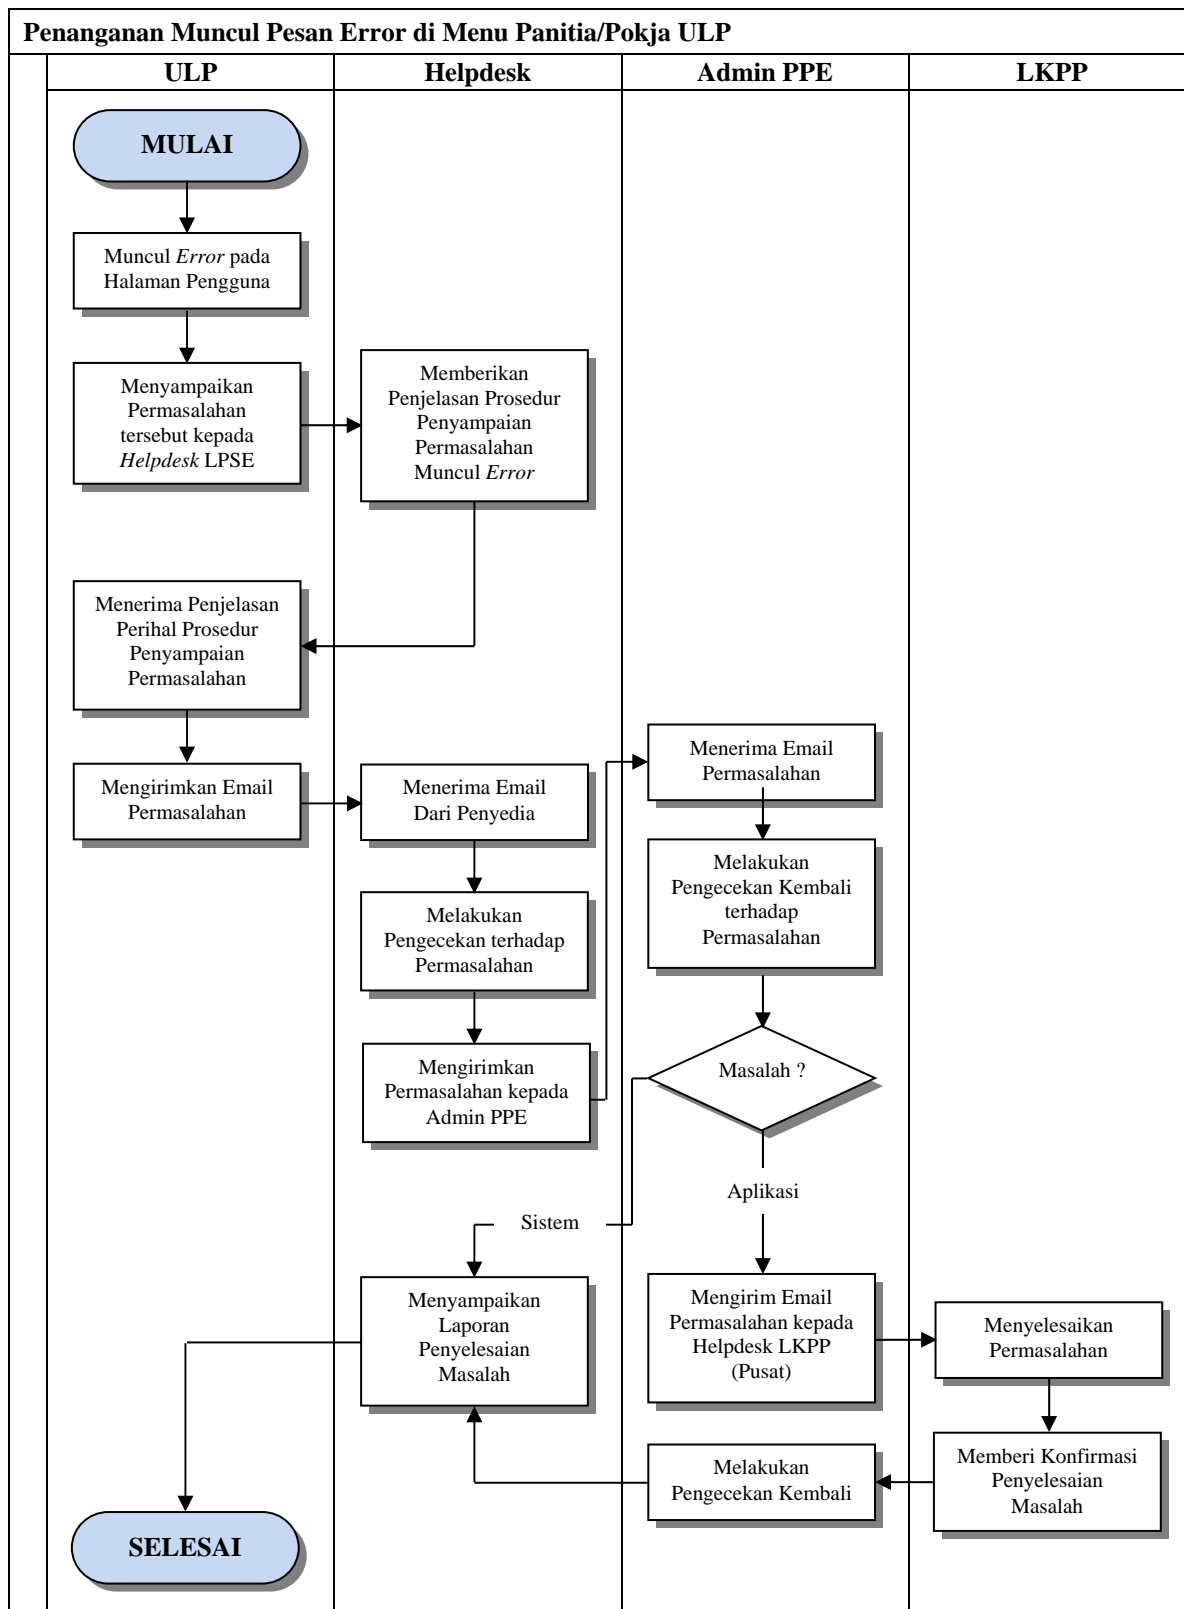 Penanganan Muncul Pesan Error di Menu Panitia/Pokja ULP
ULP
Helpdesk
Admin PPE
LKPP
MULAI
Muncul Error pada
Halaman Pengguna
Menyampaikan
Permasalahan
tersebut kepada
Helpdesk LPSE
Memberikan
Penjelasan Prosedur
Penyampaian
Permasalahan
Muncul Error
Menerima Penjelasan
Perihal Prosedur
Penyampaian
Permasalahan
Mengirimkan Email
Permasalahan
Menerima Email
Dari Penyedia
Melakukan
Pengecekan terhadap
Permasalahan
Mengirimkan
Permasalahan kepada
Admin PPE
Menerima Email
Permasalahan
Melakukan
Pengecekan Kembali
terhadap
Permasalahan
Masalah ?
Aplikasi
Sistem
Mengirim Email
Permasalahan kepada
Helpdesk LKPP
(Pusat)
Menyelesaikan
Permasalahan
Memberi Konfirmasi
Penyelesaian
Masalah
Melakukan
Pengecekan Kembali
Menyampaikan
Laporan
Penyelesaian
Masalah
SELESAI